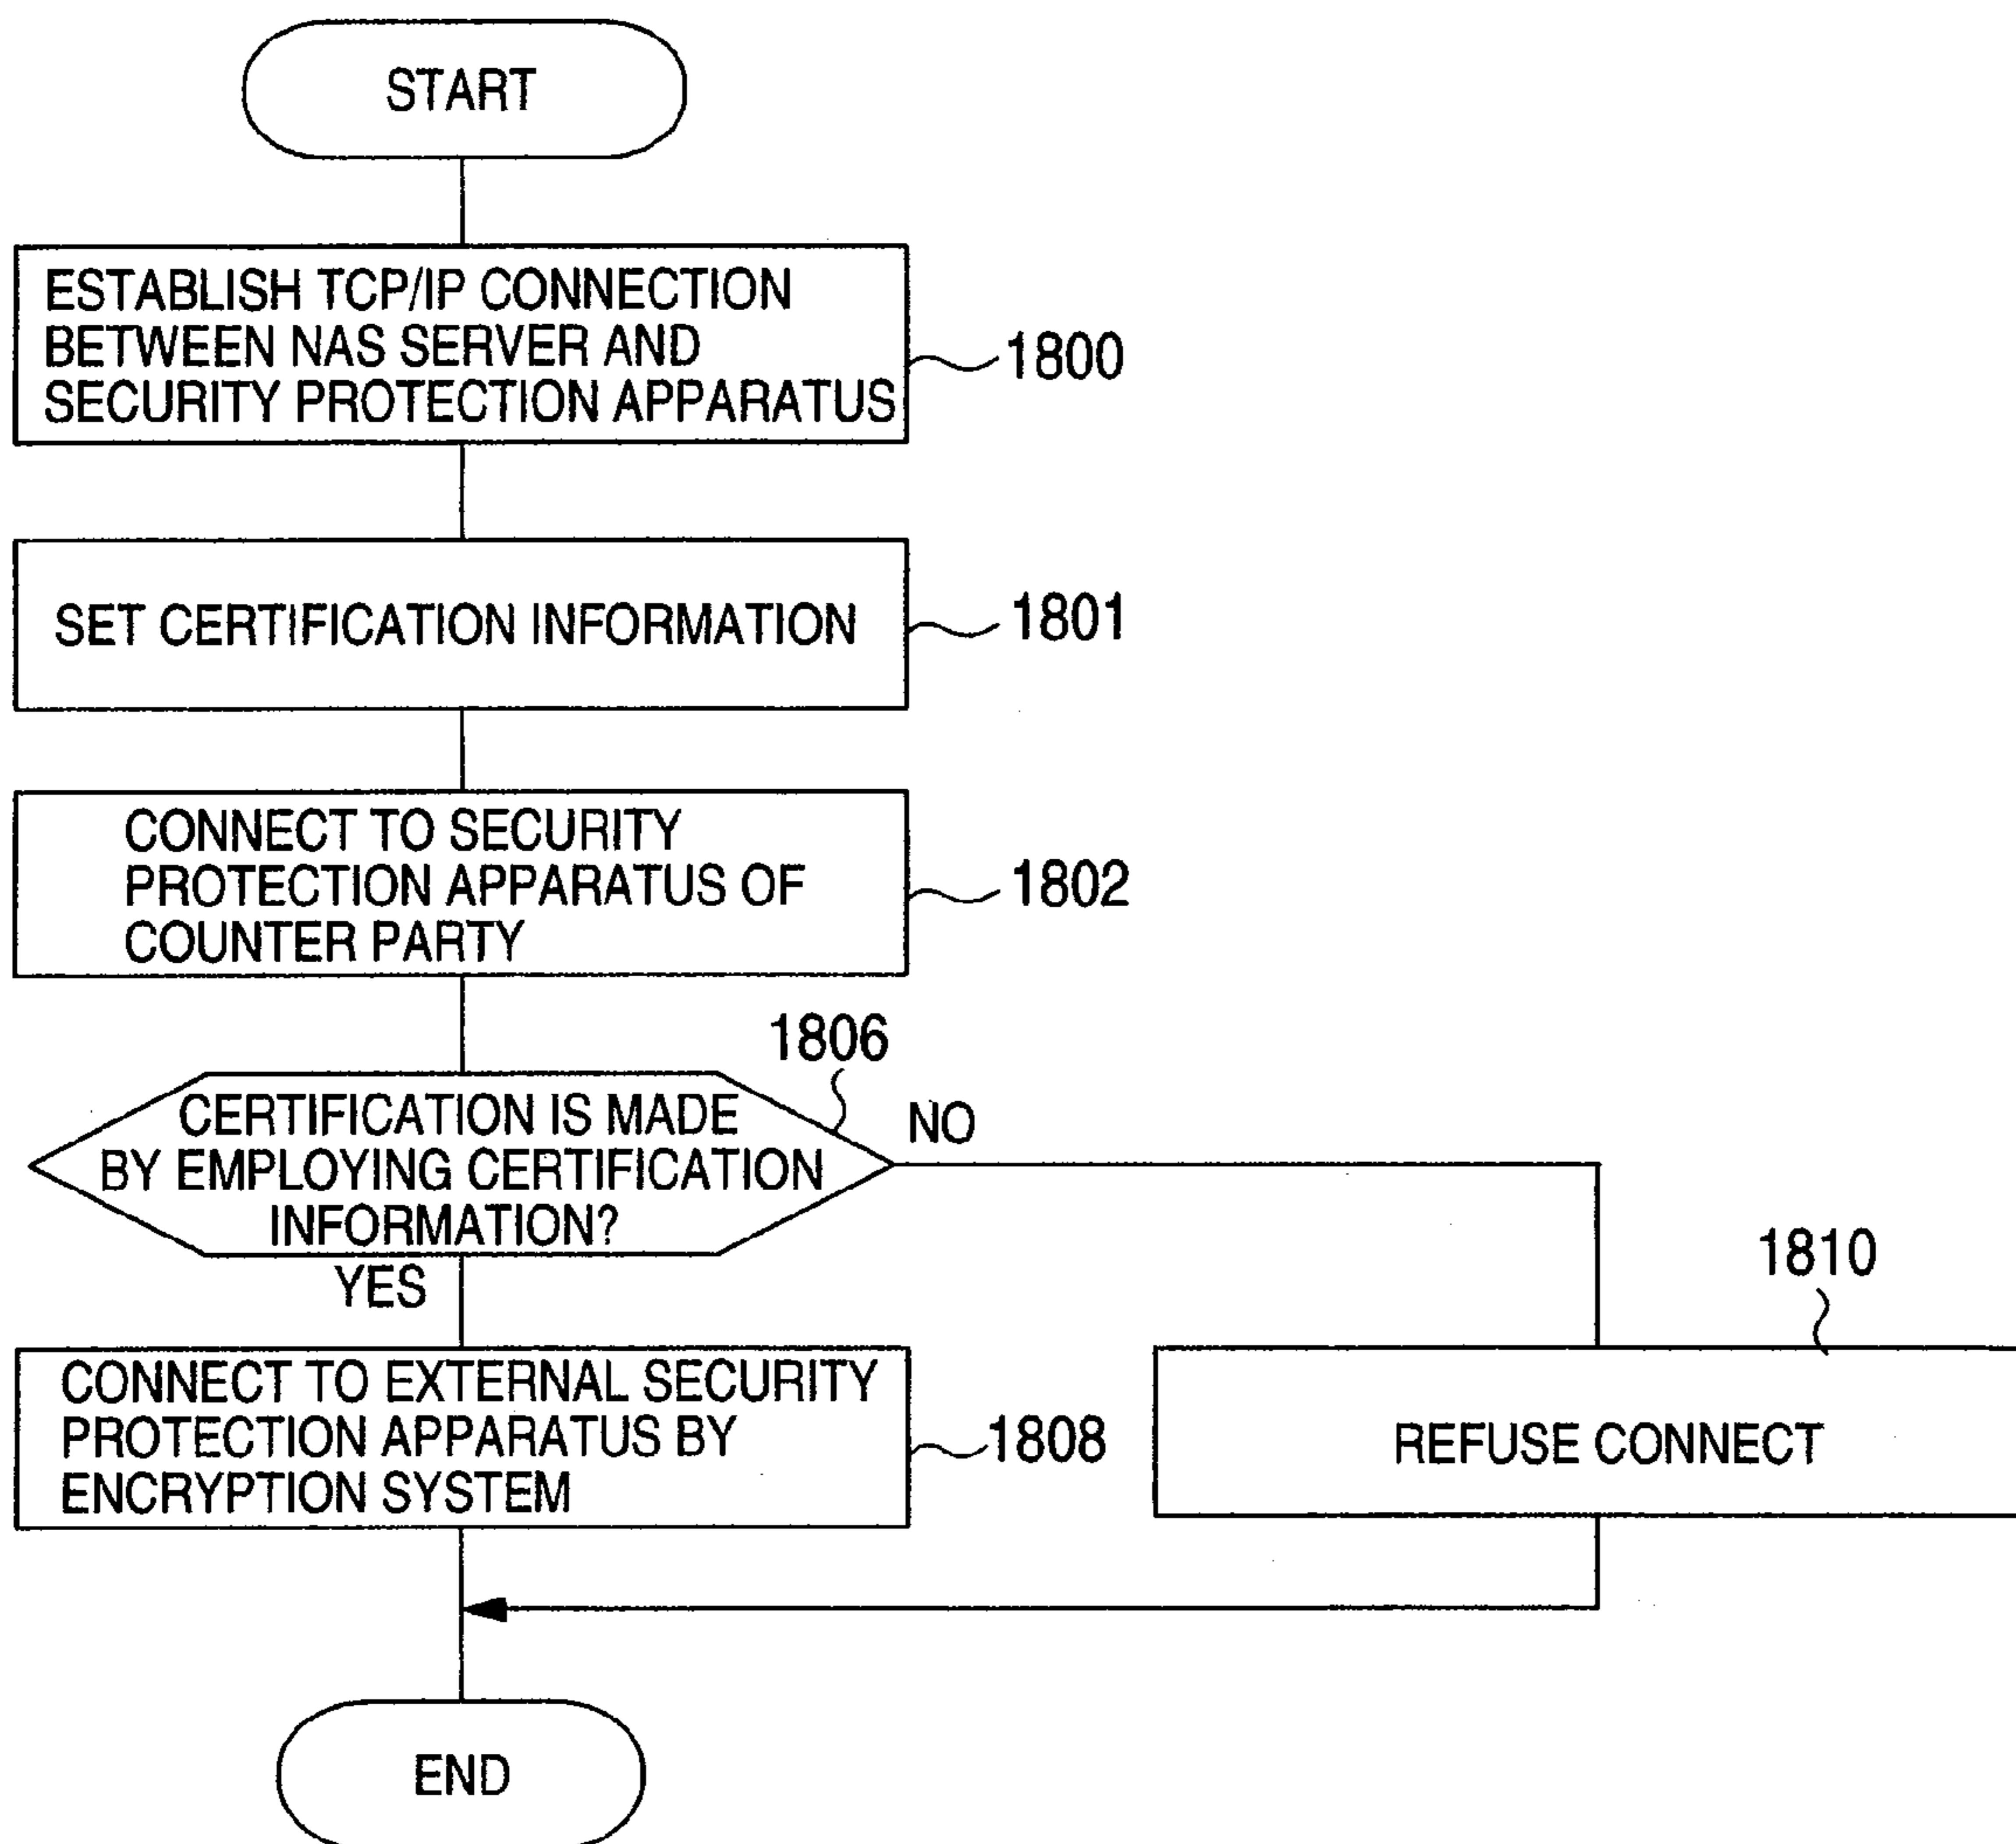 START
ESTABLISH TCP/IP CONNECTION
BETWEEN NAS SERVER AND
SECURITY PROTECTION APPARATUS
1800
SET CERTIFICATION INFORMATION
1801
CONNECT TO SECURITY
PROTECTION APPARATUS OF
COUNTER PARTY
1802
1806
CERTIFICATION IS MADE
BY EMPLOYING CERTIFICATION
INFORMATION?
NO
YES
1810
CONNECT TO EXTERNAL SECURITY
PROTECTION APPARATUS BY
ENCRYPTION SYSTEM
1808
REFUSE CONNECT
END